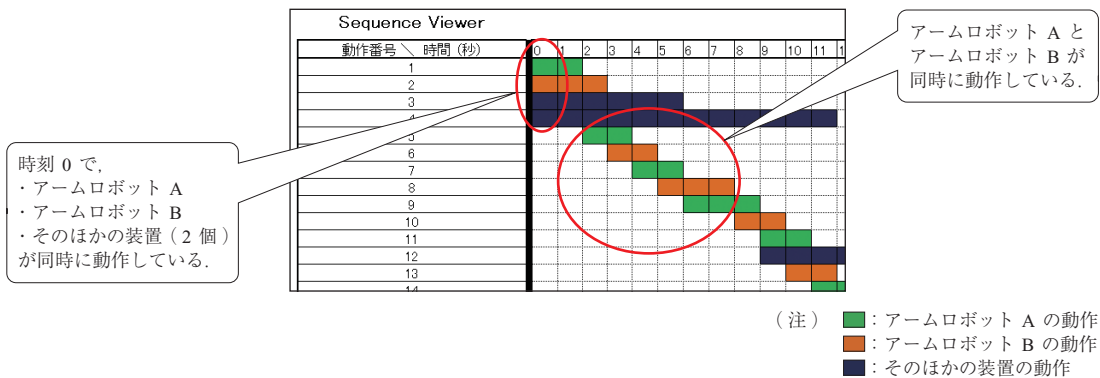 Sequence Viewer
動作番号 ＼ 時間 (秒) 0 1 2 3 4 5 6 7 8 9 10 11 1
1
2
3
4
5
6
7
8
9
10
11
12
13
14
アームロボット A と
アームロボット B が
同時に動作している.
時刻 0 で,
・アームロボット A
・アームロボット B
・そのほかの装置 ( 2 個 )
が同時に動作している.
( 注 ) : アームロボット A の動作
: アームロボット B の動作
: そのほかの装置の動作